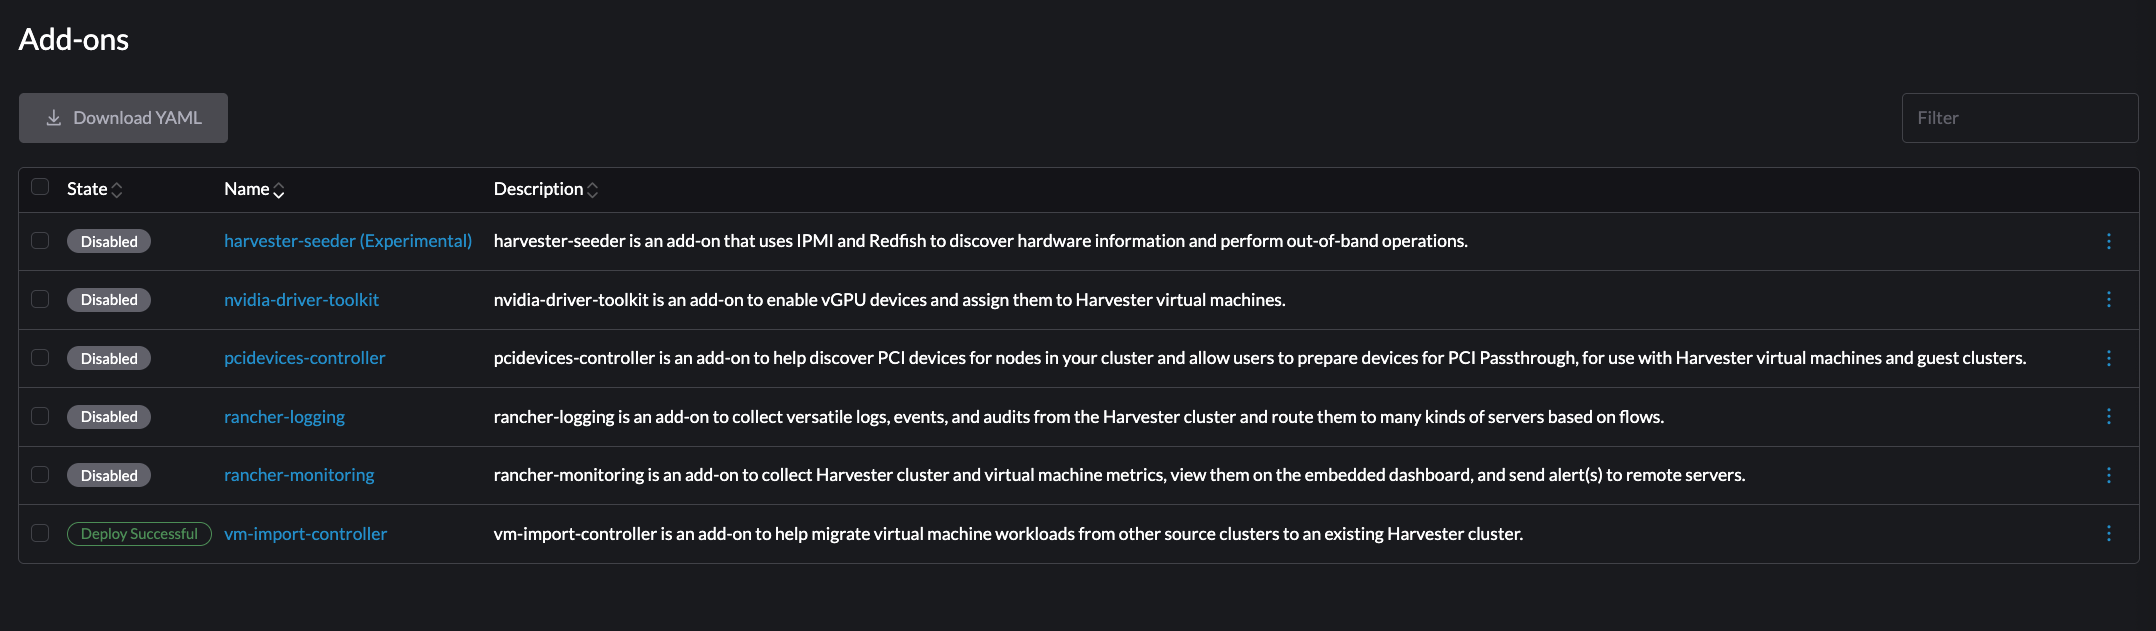 Add-ons
Download YAML
Filter
State Name Description
Disabled harvester-seeder (Experimental) harvester-seeder is an add-on that uses IPMI and Redfish to discover hardware information and perform out-of-band operations.
Disabled nvidia-driver-toolkit nvidia-driver-toolkit is an add-on to enable vGPU devices and assign them to Harvester virtual machines.
Disabled pcidevices-controller pcidevices-controller is an add-on to help discover PCI devices for nodes in your cluster and allow users to prepare devices for PCI Passthrough, for use with Harvester virtual machines and guest clusters.
Disabled rancher-logging rancher-logging is an add-on to collect versatile logs, events, and audits from the Harvester cluster and route them to many kinds of servers based on flows.
Disabled rancher-monitoring rancher-monitoring is an add-on to collect Harvester cluster and virtual machine metrics, view them on the embedded dashboard, and send alert(s) to remote servers.
Deploy Successful vm-import-controller vm-import-controller is an add-on to help migrate virtual machine workloads from other source clusters to an existing Harvester cluster.